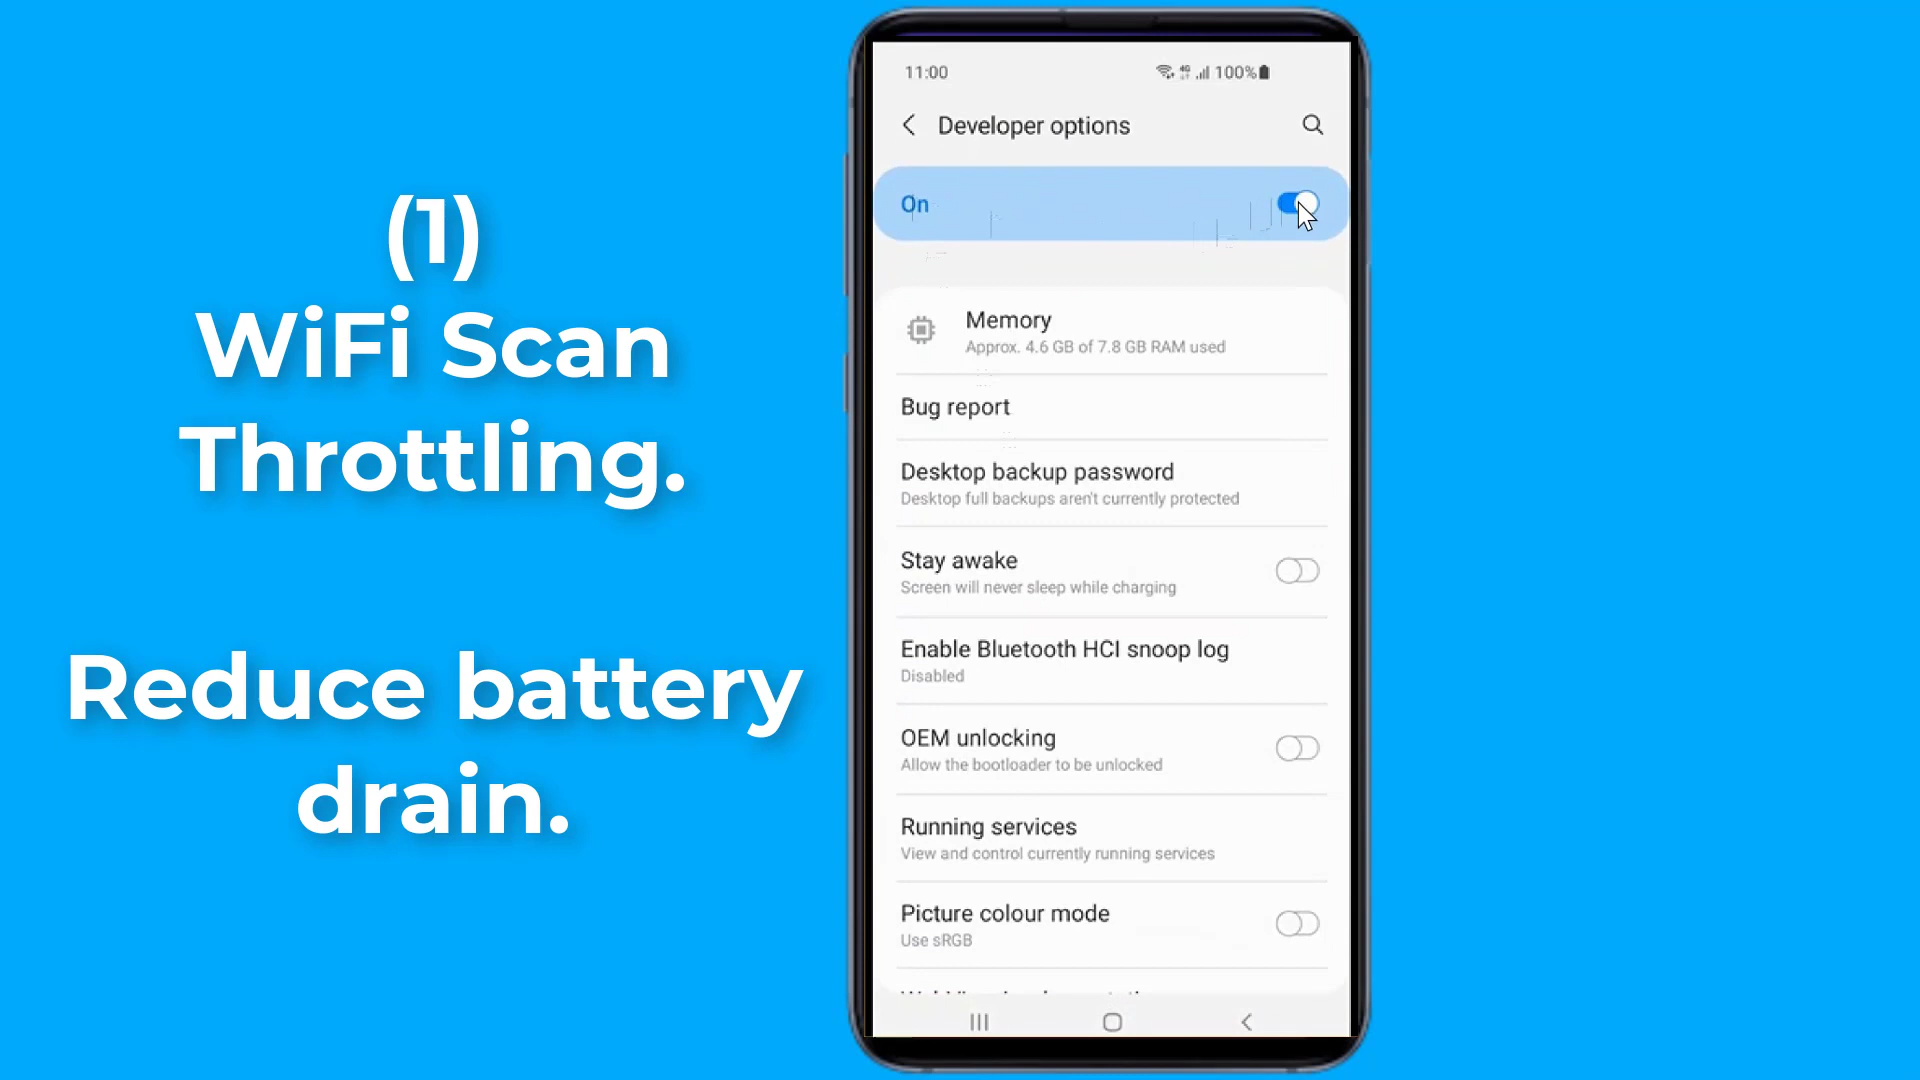 (1)
WiFi Scan
Throttling.
Reduce battery
drain.
11:00
4G
100%
Developer options
On
Memory
Approx. 4.6 GB of 7.8 GB RAM used
Bug report
Desktop backup password
Desktop full backups aren't currently protected
Stay awake
Screen will never sleep while charging
Enable Bluetooth HCI snoop log
Disabled
OEM unlocking
Allow the bootloader to be unlocked
Running services
View and control currently running services
Picture colour mode
Use sRGB